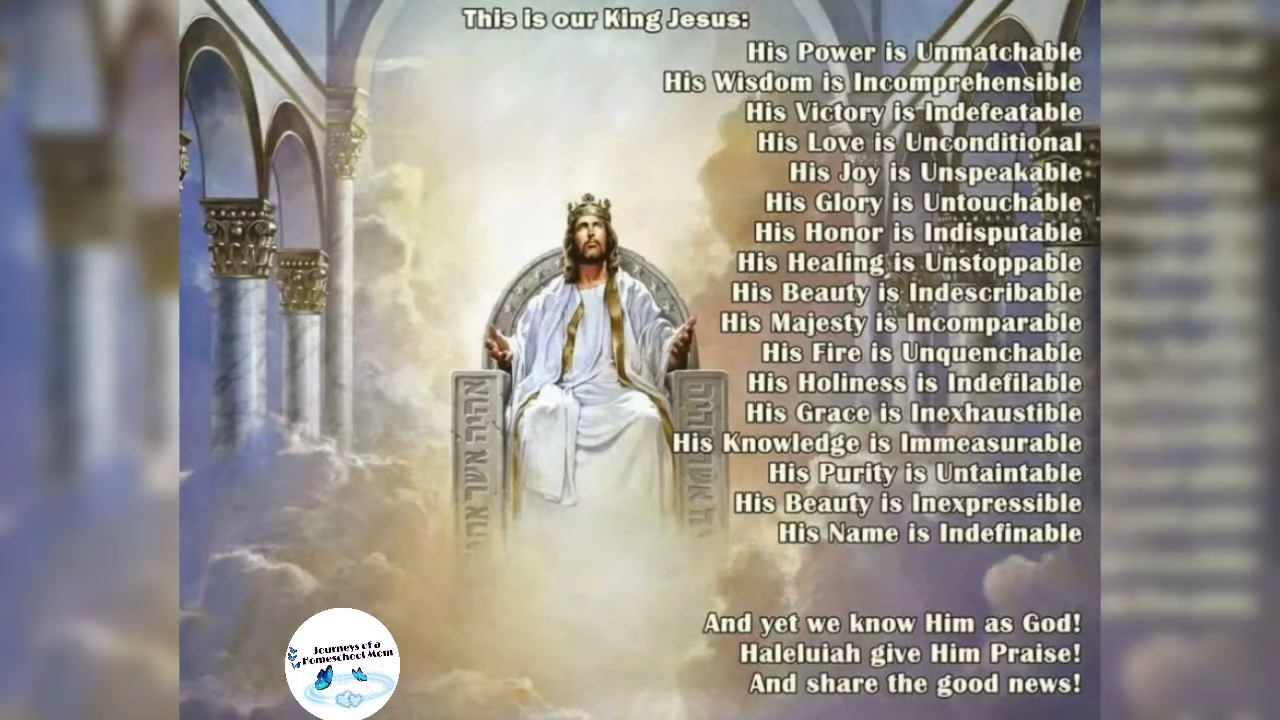 This is our King Jesus:
His Power is Unmatchable
His Wisdom is Incomprehensible
His Victory is Indefeatable
His Love is Unconditional
His Joy is Unspeakable
His Glory is Untouchable
His Honor is Indisputable
His Healing is Unstoppable
His Beauty is Indescribable
His Majesty is Incomparable
His Fire is Unquenchable
His Holiness is Indefilable
His Grace is Inexhaustible
His Knowledge is Immeasurable
His Purity is Untaintable
His Beauty is Inexpressible
His Name is Indefinable
And yet we know Him as God!
Haleluiah give Him Praise!
And share the good news!
Journeys of a
Homeschool Mom